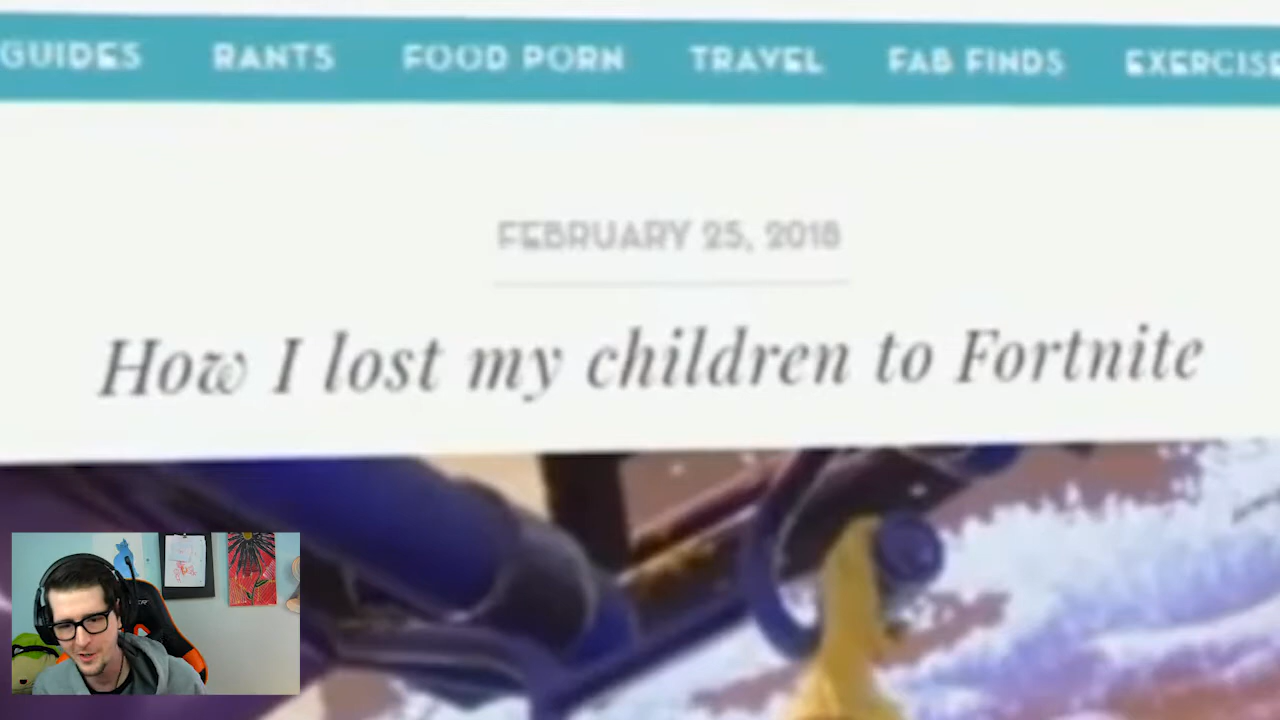 GUIDES RANTS FOOD PORN TRAVEL FAB FINDS EXERCISE
FEBRUARY 25, 2018
How I lost my children to Fortnite